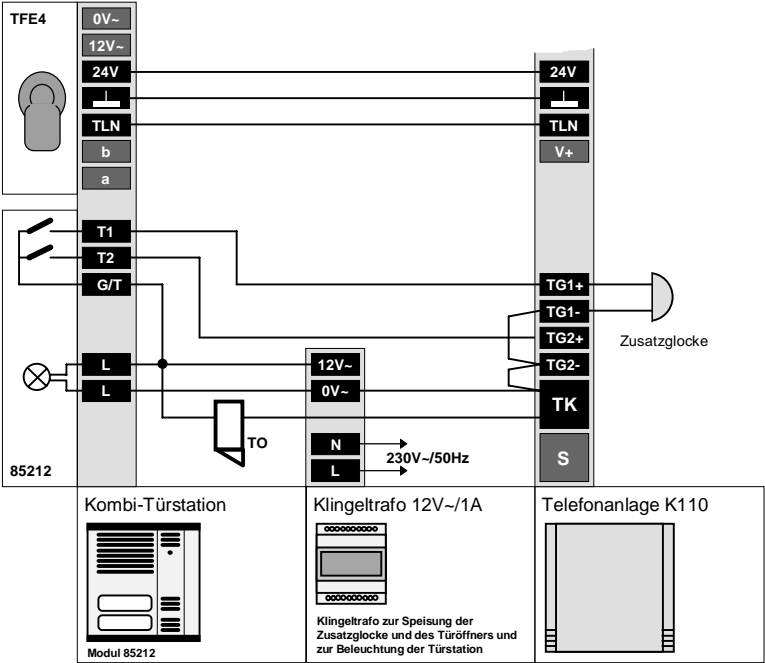 TFE4
0V~
12V~
24V
TLN
b
a
24V
TLN
V+
T1
T2
G/T
L
L
85212
12V~
0V~
N
L
TO
230V~/50Hz
TG1+
TG1-
TG2+
TG2-
TK
S
Zusatzglocke
Kombi-Türstation
Modul 85212
Klingeltrafo 12V~/1A
Klingeltrafo zur Speisung der
Zusatzglocke und des Türöffners und
zur Beleuchtung der Türstation
Telefonanlage K110